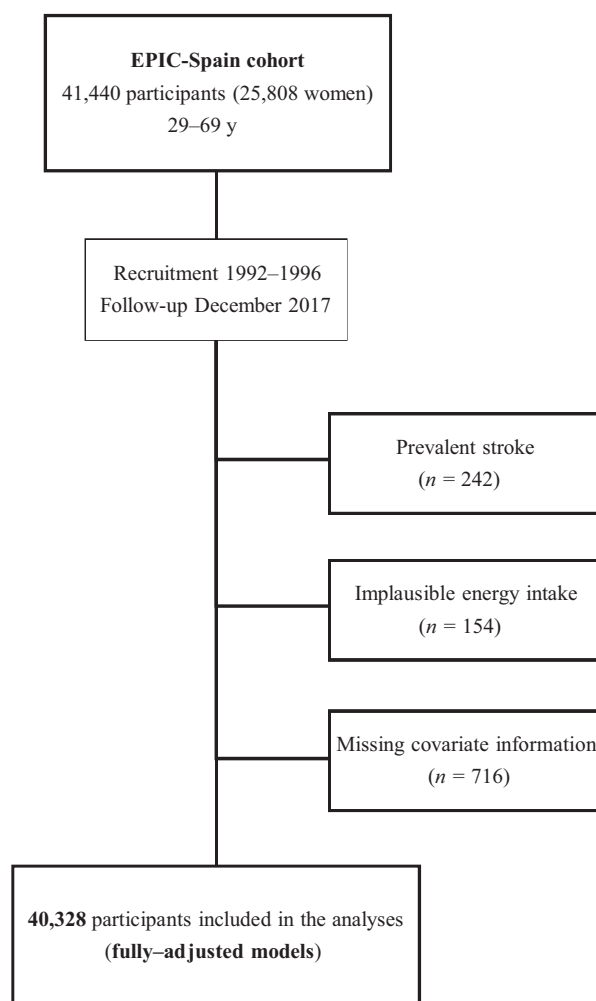 EPIC-Spain cohort
41,440 participants (25,808 women)
29–69 y
Recruitment 1992–1996
Follow-up December 2017
Prevalent stroke
(n = 242)
Implausible energy intake
(n = 154)
Missing covariate information
(n = 716)
40,328 participants included in the analyses
(fully–adjusted models)